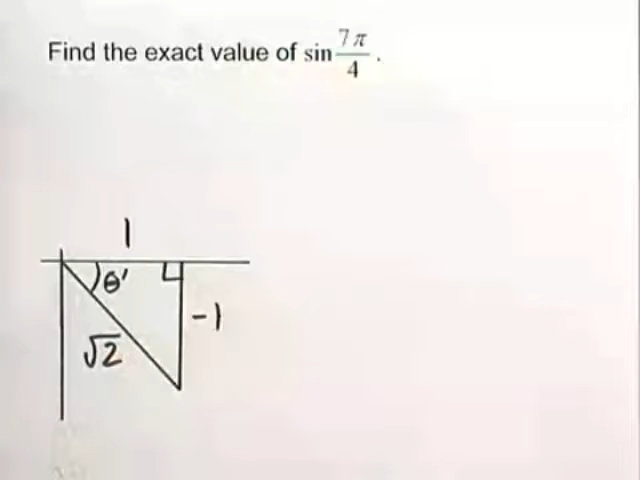 Find the exact value of sin 7π/4 .
1
θ'
-1
√2